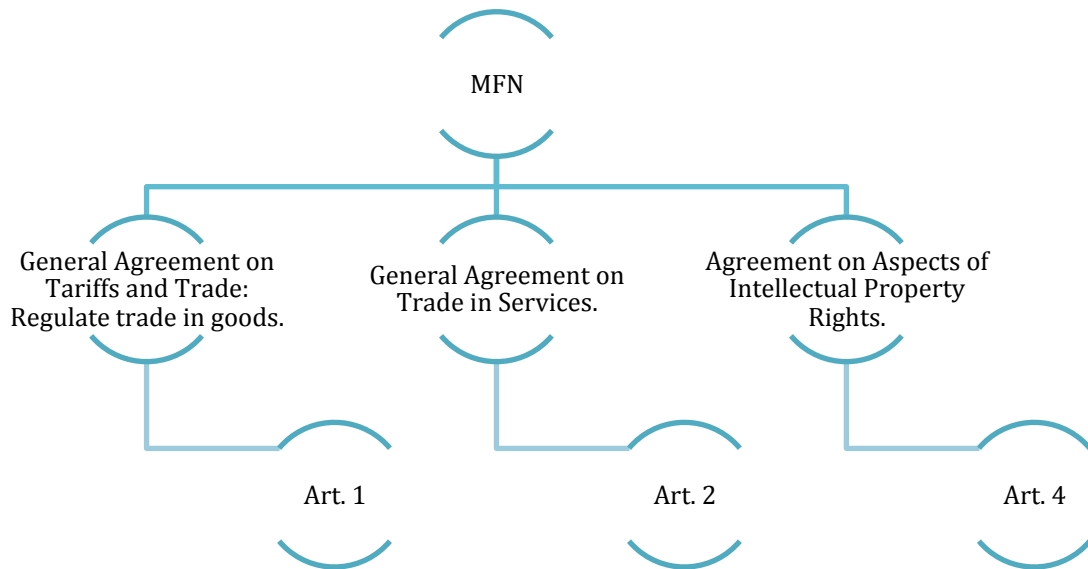 MFN
General Agreement on
Tariffs and Trade:
Regulate trade in goods.
General Agreement on
Trade in Services.
Agreement on Aspects of
Intellectual Property
Rights.
Art. 1
Art. 2
Art. 4